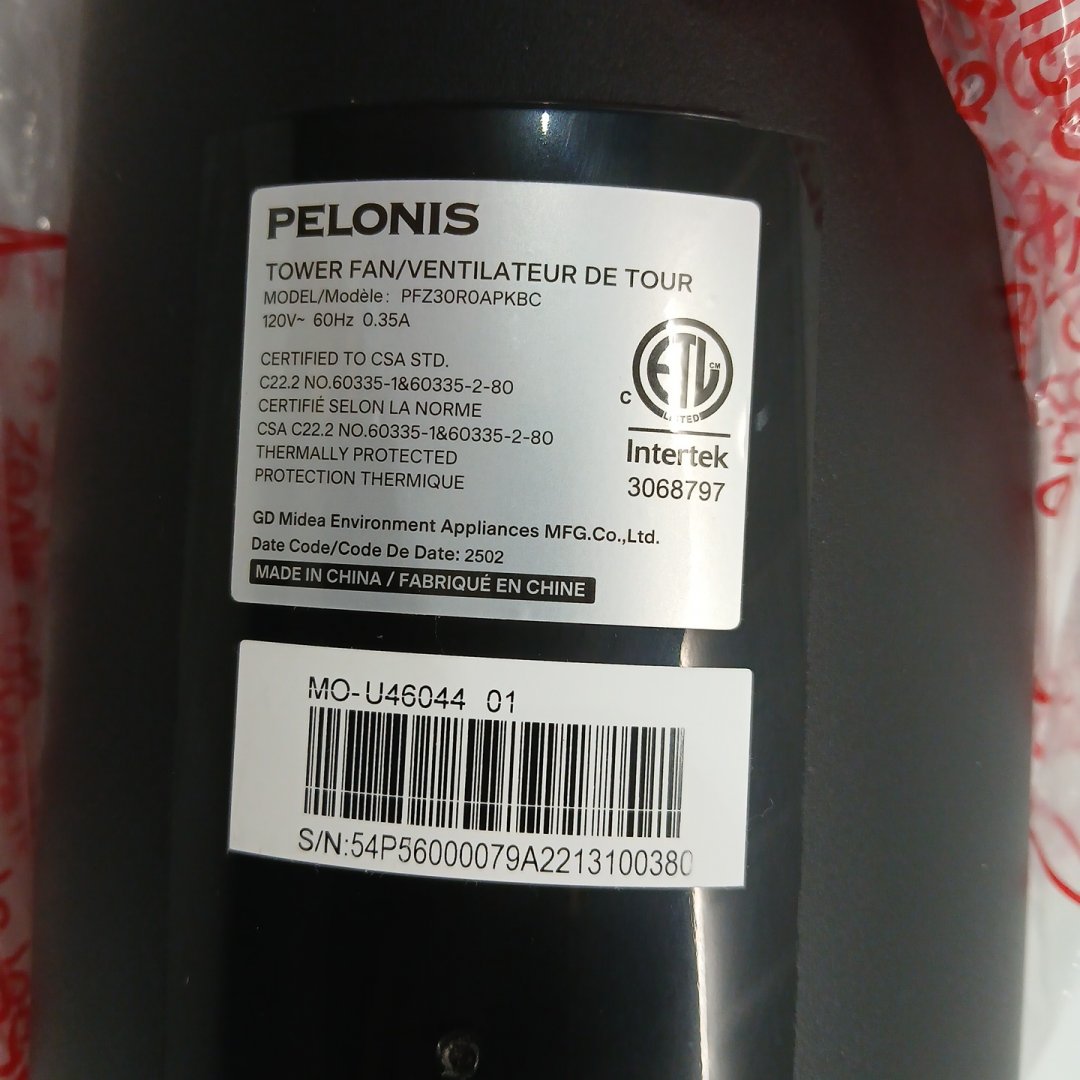 PELONIS
TOWER FAN/VENTILATEUR DE TOUR
MODEL/Modèle: PFZ30R0APKBC
120V~ 60Hz 0.35A
CERTIFIED TO CSA STD.
C22.2 NO.60335-1&60335-2-80
CERTIFIÉ SELON LA NORME
CSA C22.2 NO.60335-1&60335-2-80
THERMALLY PROTECTED
PROTECTION THERMIQUE
ETL CM
C
LISTED
Intertek
3068797
GD Midea Environment Appliances MFG.Co.,Ltd.
Date Code/Code De Date: 2502
MADE IN CHINA / FABRIQUÉ EN CHINE
MO-U46044 01
S/N:54P56000079A2213100380